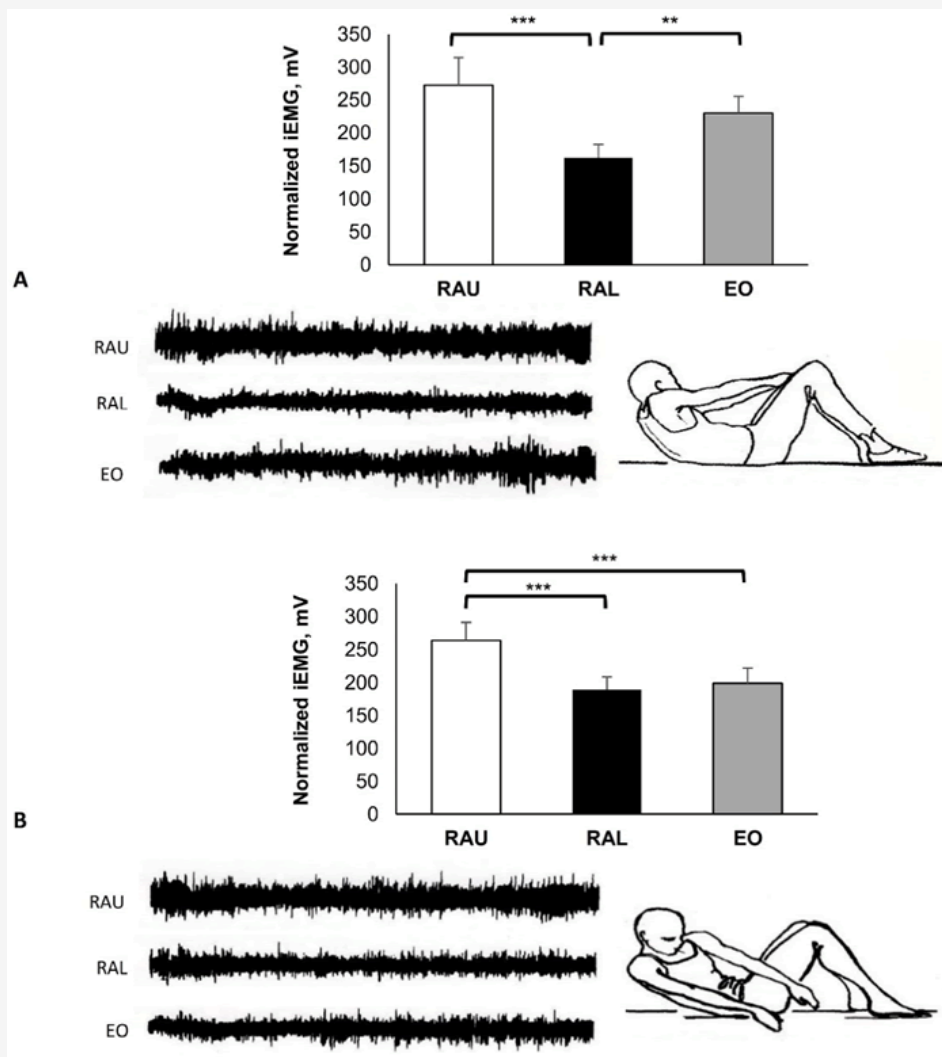 *** **
350
300
250
200
150
100
50
0
Normalized iEMG, mV
RAU RAL EO
A
RAU
RAL
EO
***
***
350
300
250
200
150
100
50
0
Normalized iEMG, mV
RAU RAL EO
B
RAU
RAL
EO